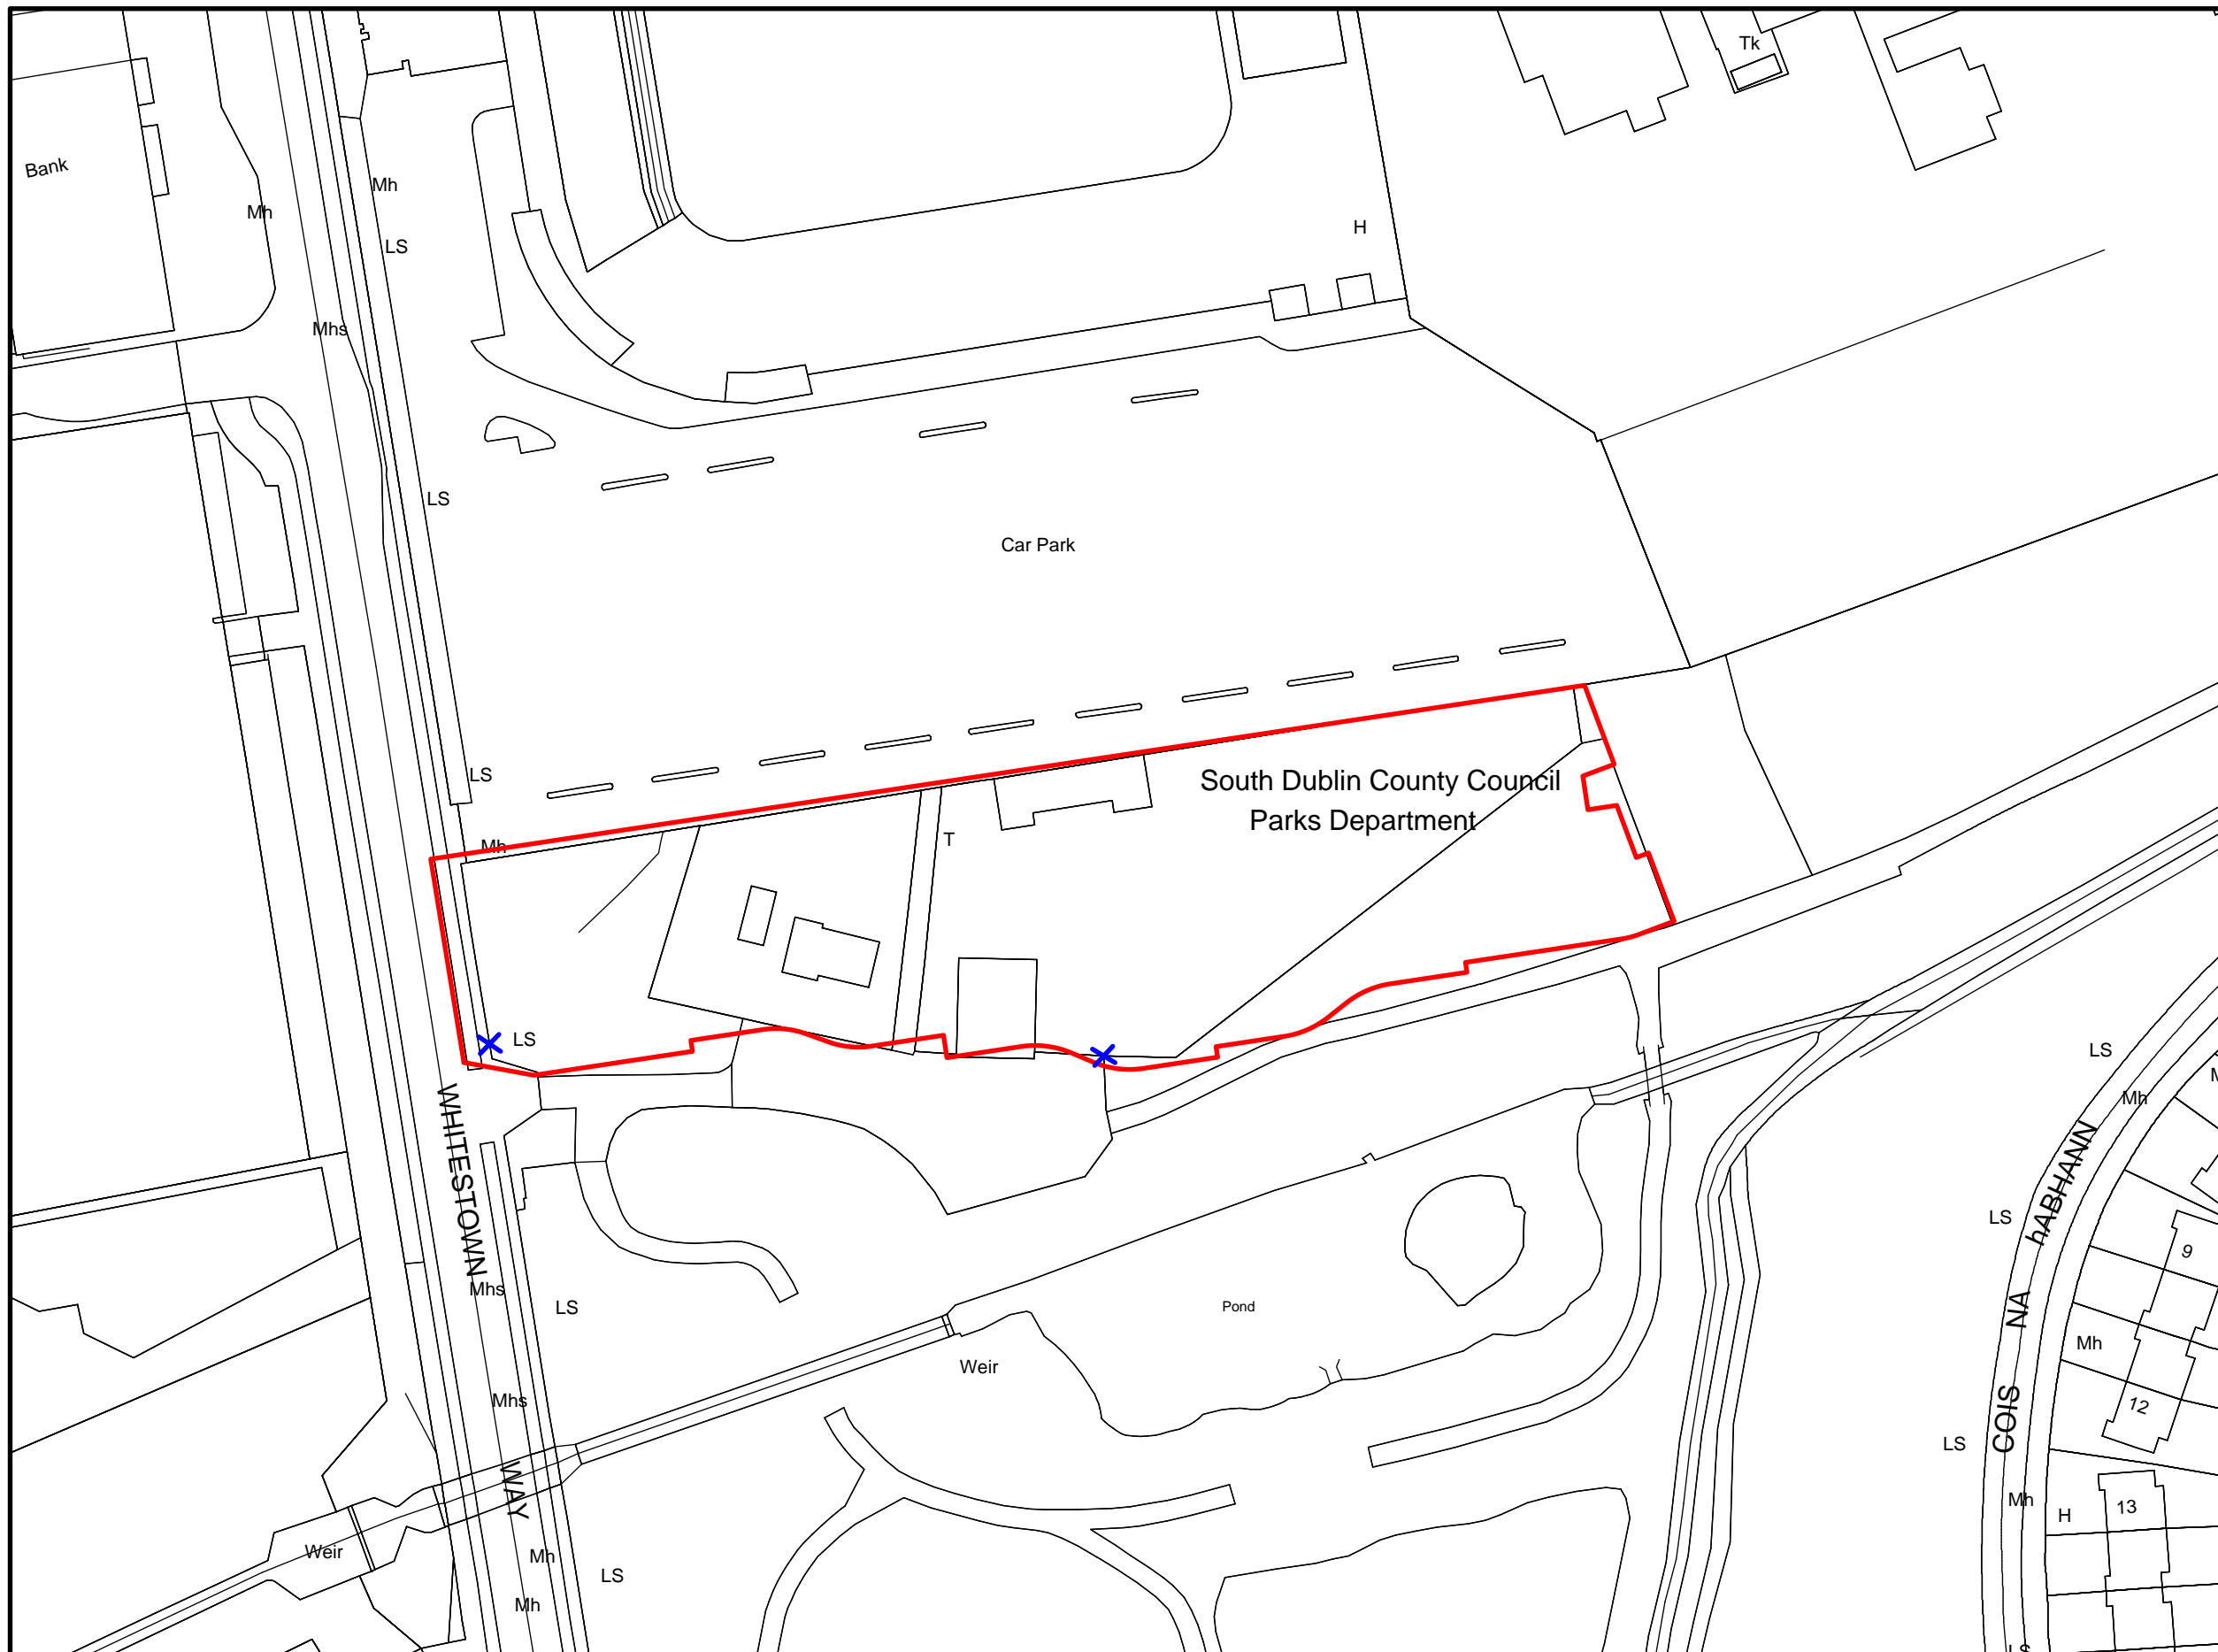 Tk
Bank
Mh
Mh
H
LS
Mhs
LS
Car Park
LS
South Dublin County Council
Parks Department
Mh
T
LS
LS
Mh
WHITESTOWN WAY
COIS NA hABHANN
LS
9
Mhs
LS
Pond
Mh
Weir
Mhs
12
LS
Mh
H
13
Weir
Mh
LS
Mh
LS